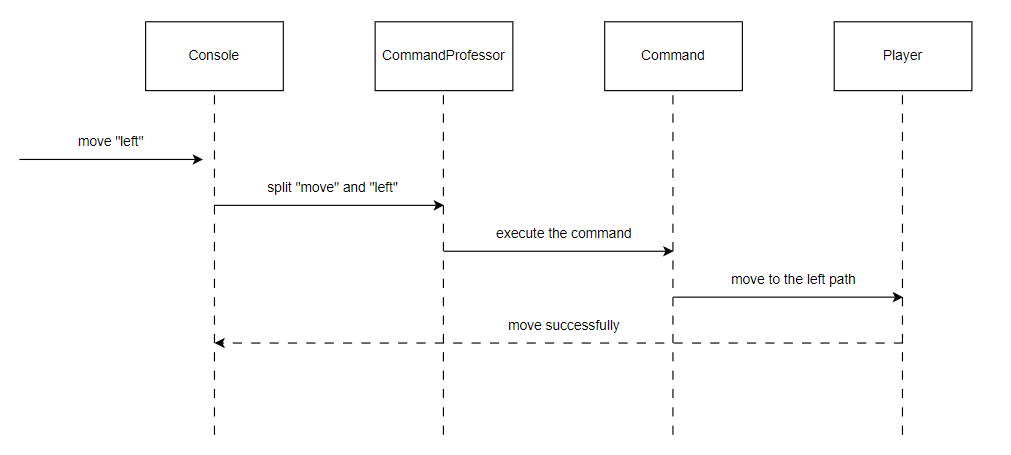 Console
CommandProfessor
Command
Player
move "left"
split "move" and "left"
execute the command
move to the left path
move successfully